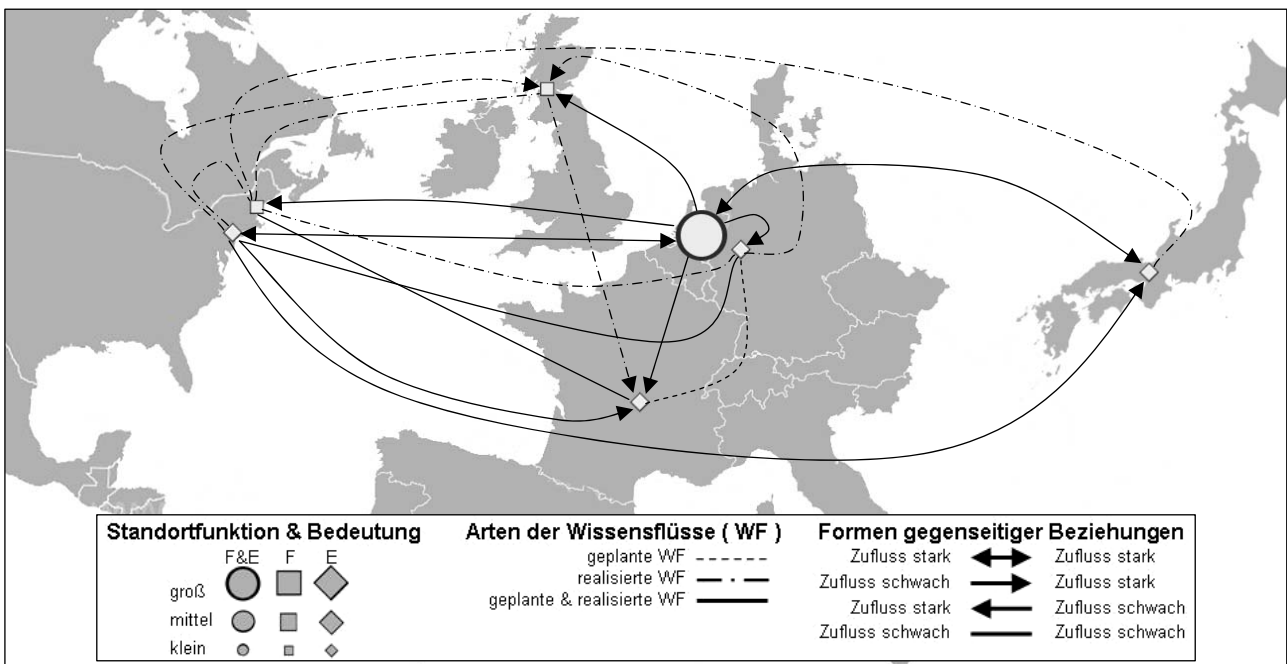 Standortfunktion & Bedeutung
F&E F E
groß
mittel
klein
Arten der Wissensflüsse ( WF )
geplante WF
realisierte WF
geplante & realisierte WF
Formen gegenseitiger Beziehungen
Zufluss stark Zufluss stark
Zufluss schwach Zufluss stark
Zufluss stark Zufluss schwach
Zufluss schwach Zufluss schwach